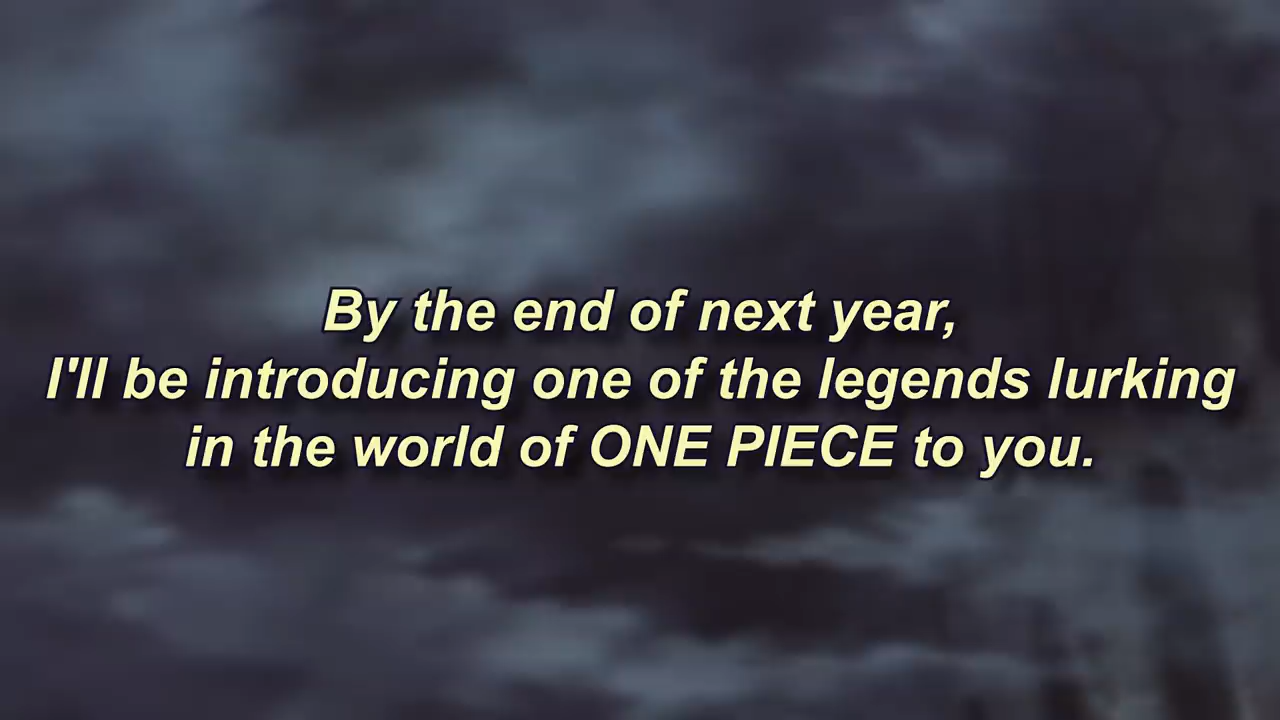 By the end of next year,
I'll be introducing one of the legends lurking
in the world of ONE PIECE to you.